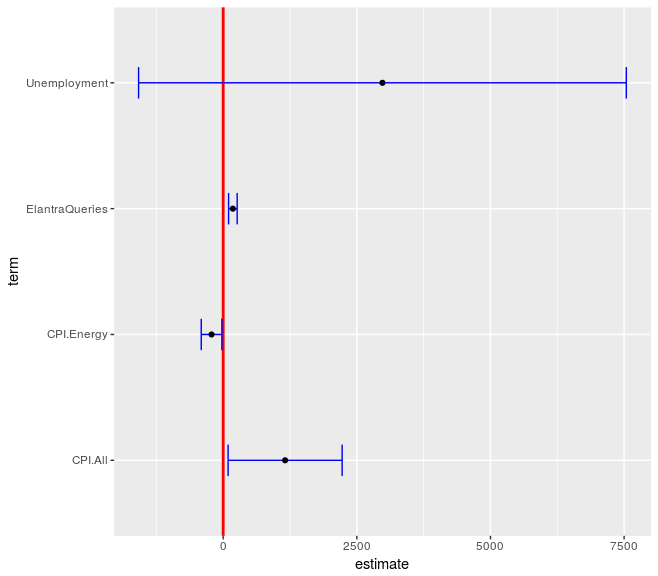 term
Unemployment
ElantraQueries
CPI.Energy
CPI.All
0 2500 5000 7500
estimate